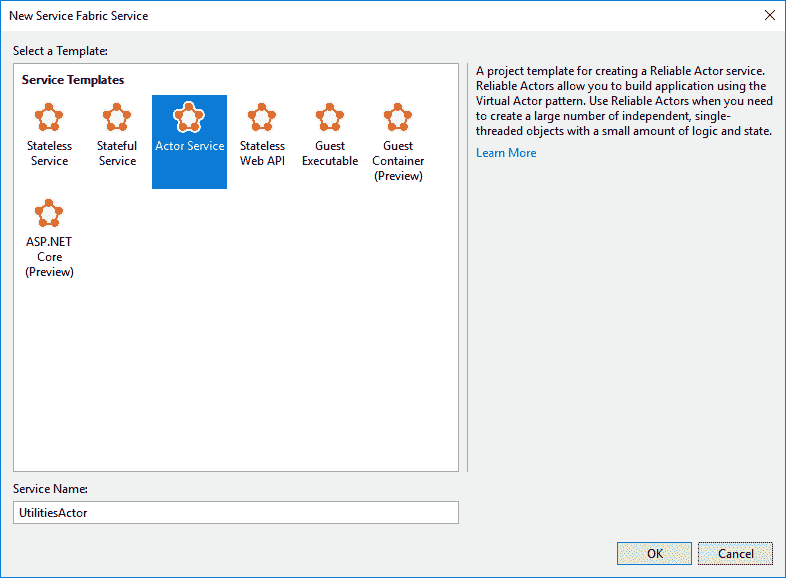 New Service Fabric Service
Select a Template:
Service Templates
Stateless
Service
Stateful
Service
Actor Service
Stateless
Web API
Guest
Executable
Guest
Container
(Preview)
ASP.NET
Core
(Preview)
A project template for creating a Reliable Actor service.
Reliable Actors allow you to build application using the
Virtual Actor pattern. Use Reliable Actors when you need
to create a large number of independent, single-
threaded objects with a small amount of logic and state.
Learn More
Service Name:
UtilitiesActor
OK
Cancel